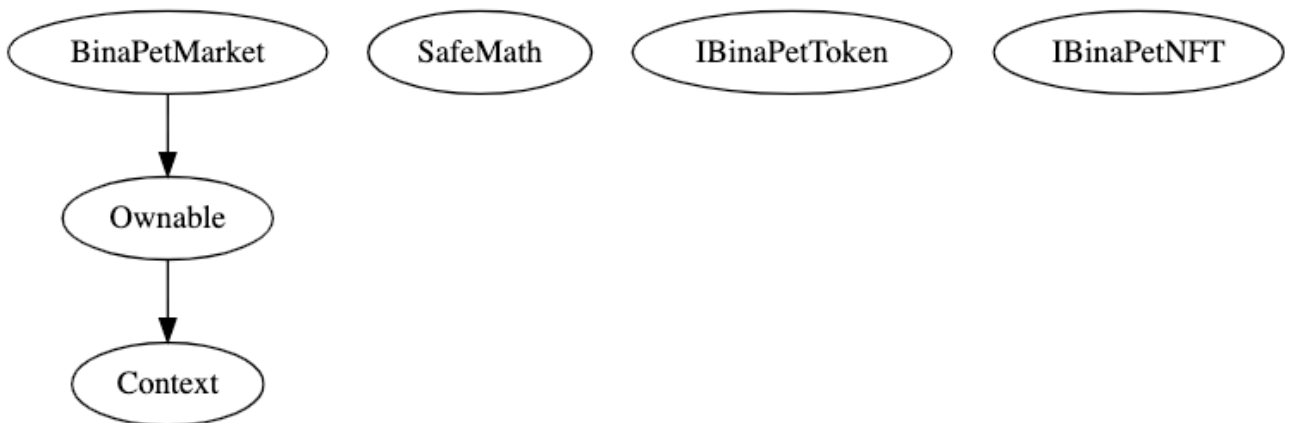 BinaPetMarket
SafeMath
IBinaPetToken
IBinaPetNFT
Ownable
Context